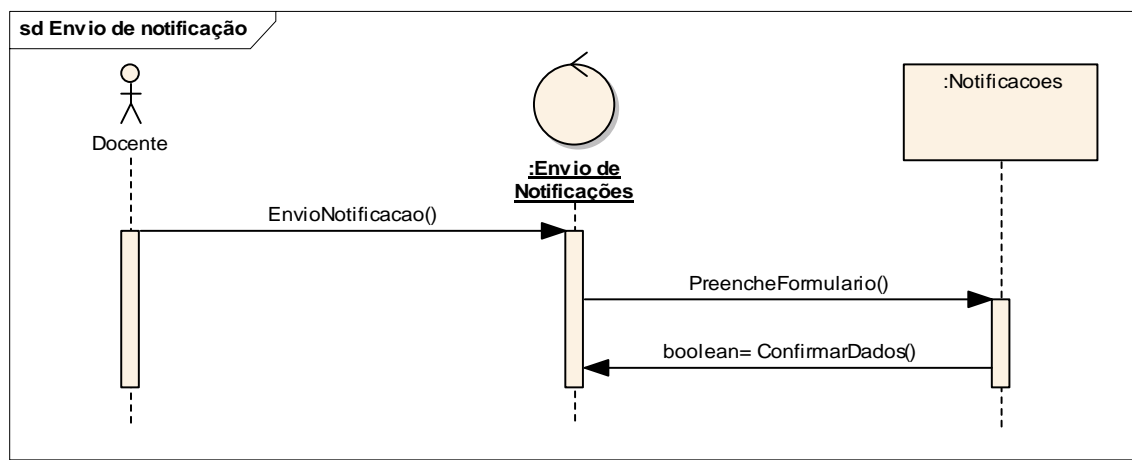 sd Envio de notificação
Docente
:Envio de
Notificações
:Notificacoes
EnvioNotificacao()
PreencheFormulario()
boolean= ConfirmarDados()